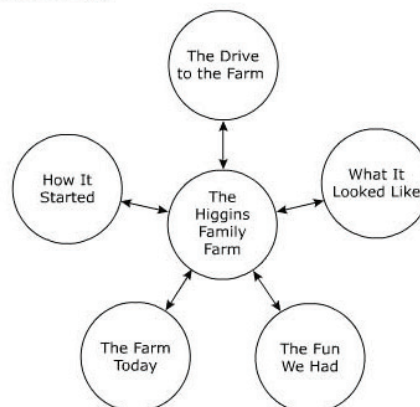 The Drive
to the Farm
How It
Started
What It
Looked Like
The
Higgins
Family
Farm
The Farm
Today
The Fun
We Had